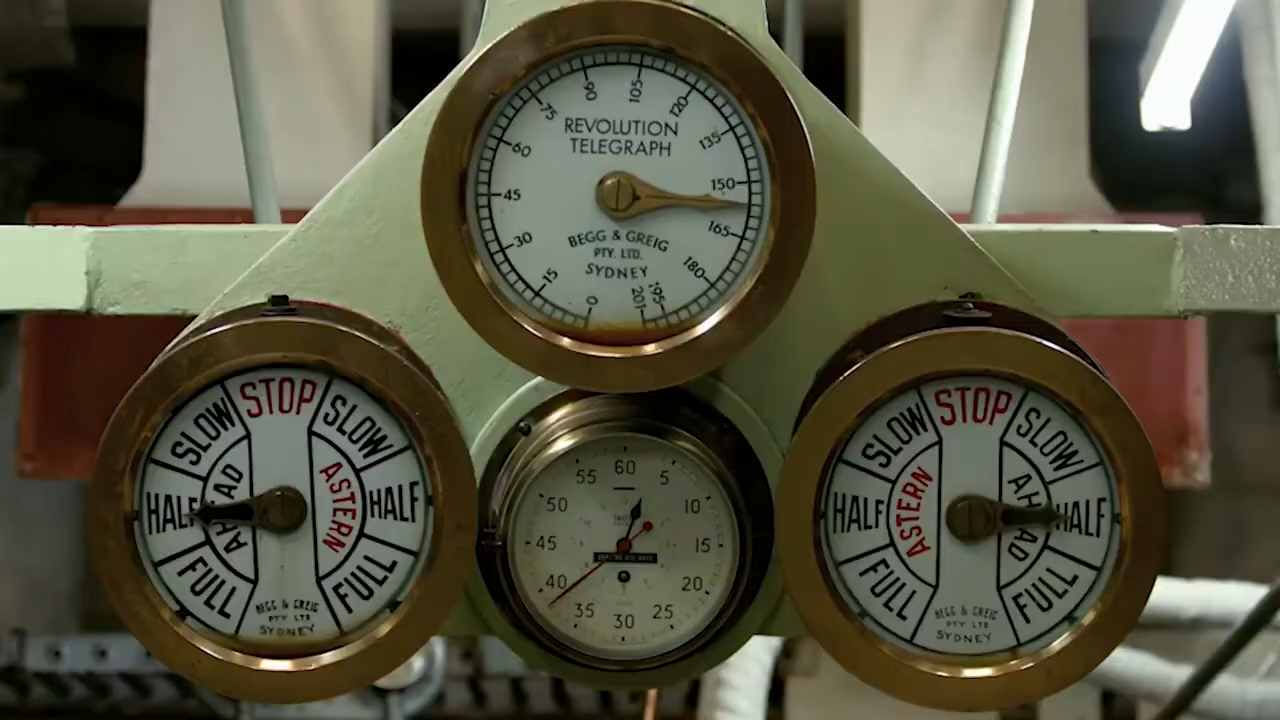 0 15 30 45 60 75 90 105 120 135 150 165 180 195 201
REVOLUTION
TELEGRAPH
BEGG & GREIG
PTY. LTD.
SYDNEY
STOP
SLOW SLOW
HALF AHEAD ASTERN HALF
FULL FULL
BEGG & GREIG
PTY LTD
SYDNEY
60 5 10 15 20 25 30 35 40 45 50 55
STOP
SLOW SLOW
HALF ASTERN AHEAD HALF
FULL FULL
BEGG & GREIG
PTY LTD
SYDNEY